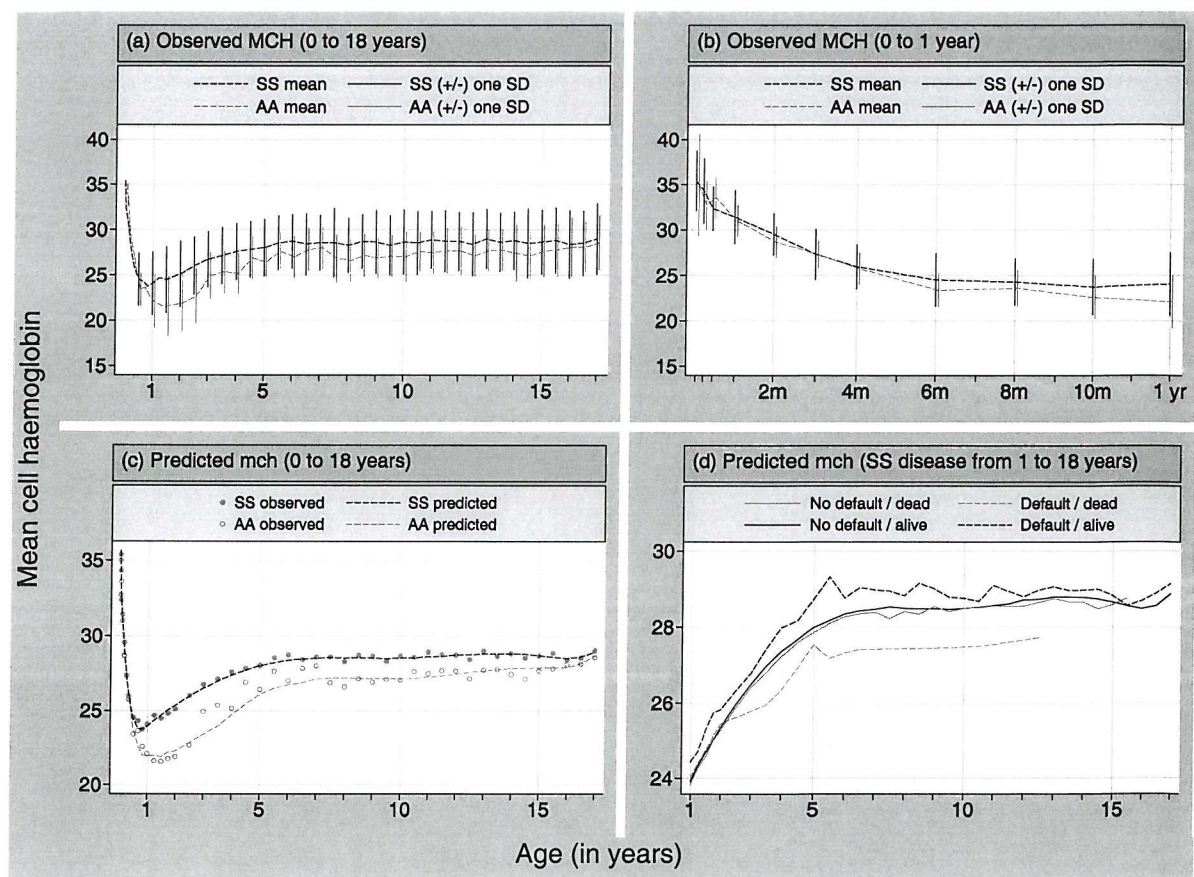 Mean cell haemoglobin
(a) Observed MCH (0 to 18 years)
SS mean SS (+/-) one SD
AA mean AA (+/-) one SD
40
35
30
25
20
15
1 5 10 15
(b) Observed MCH (0 to 1 year)
SS mean SS (+/-) one SD
AA mean AA (+/-) one SD
40
35
30
25
20
15
2m 4m 6m 8m 10m 1 yr
(c) Predicted mch (0 to 18 years)
SS observed SS predicted
AA observed AA predicted
35
30
25
20
1 5 10 15
(d) Predicted mch (SS disease from 1 to 18 years)
No default / dead Default / dead
No default / alive Default / alive
30
28
26
24
1 5 10 15
Age (in years)